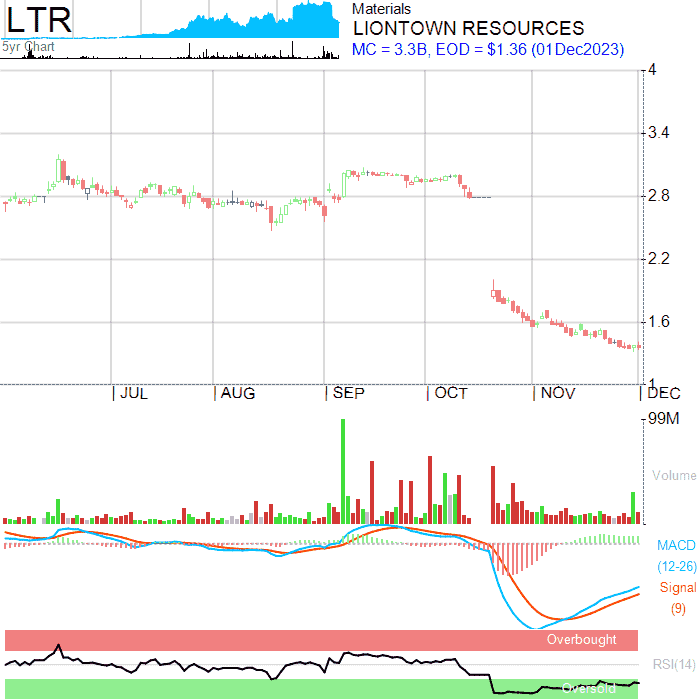 LTR
Materials
LIONTOWN RESOURCES
MC = 3.3B, EOD = $1.36 (01Dec2023)
5yr Chart
4
3.4
2.8
2.2
1.6
1
JUL AUG SEP OCT NOV DEC
99M
Volume
MACD
(12-26)
Signal
(9)
Overbought
RSI(14)
Oversold